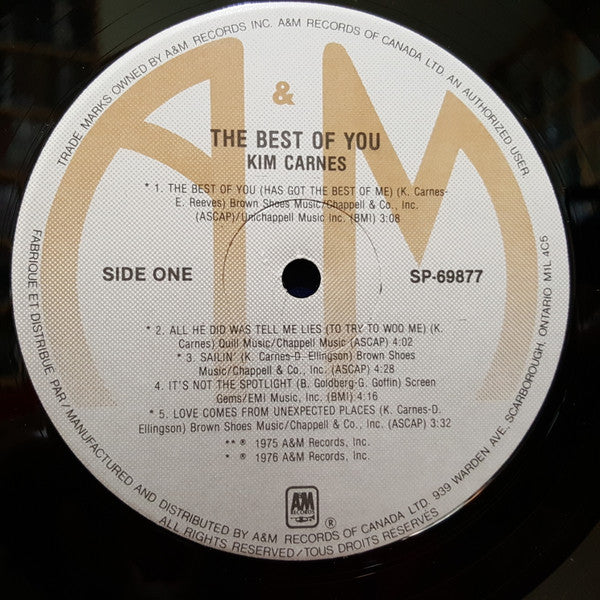 TRADE MARKS OWNED BY A&M RECORDS INC. A&M RECORDS OF CANADA LTD. AN AUTHORIZED USER
A & M
THE BEST OF YOU
KIM CARNES
* 1. THE BEST OF YOU (HAS GOT THE BEST OF ME) (K. Carnes-
E. Reeves) Brown Shoes Music/Chappell & Co., Inc.
(ASCAP)/Unichappell Music Inc. (BMI) 3:08
SIDE ONE
SP-69877
* 2. ALL HE DID WAS TELL ME LIES (TO TRY TO WOO ME) (K.
Carnes) Quill Music/Chappell Music (ASCAP) 4:02
* 3. SAILIN' (K. Carnes-D. Ellingson) Brown Shoes
Music/Chappell & Co., Inc. (ASCAP) 4:28
4. IT'S NOT THE SPOTLIGHT (B. Goldberg-G. Goffin) Screen
Gems/EMI Music, Inc. (BMI) 4:16
* 5. LOVE COMES FROM UNEXPECTED PLACES (K. Carnes-D.
Ellingson) Brown Shoes Music/Chappell & Co., Inc. (ASCAP) 3:32
** ℗ 1975 A&M Records, Inc.
* ℗ 1976 A&M Records, Inc.
A&M
RECORDS
®
FABRIQUE ET DISTRIBUE PAR/MANUFACTURED AND DISTRIBUTED BY A&M RECORDS OF CANADA LTD. 939 WARDEN AVE, SCARBOROUGH, ONTARIO M1L 4C5
ALL RIGHTS RESERVED/TOUS DROITS RÉSERVÉS